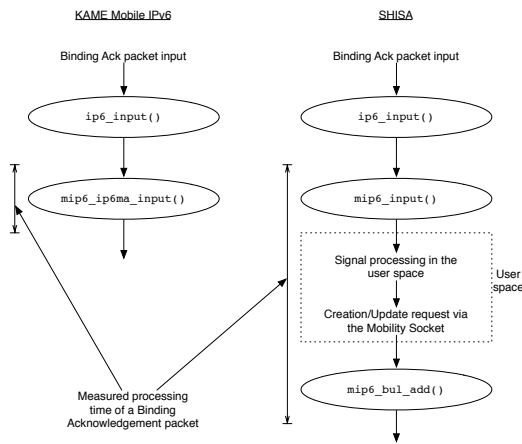 KAME Mobile IPv6
Binding Ack packet input
ip6_input()
mip6_ip6ma_input()
SHISA
Binding Ack packet input
ip6_input()
mip6_input()
Signal processing in the
user space
Creation/Update request via
the Mobility Socket
User
space
mip6_bul_add()
Measured processing
time of a Binding
Acknowledgement packet